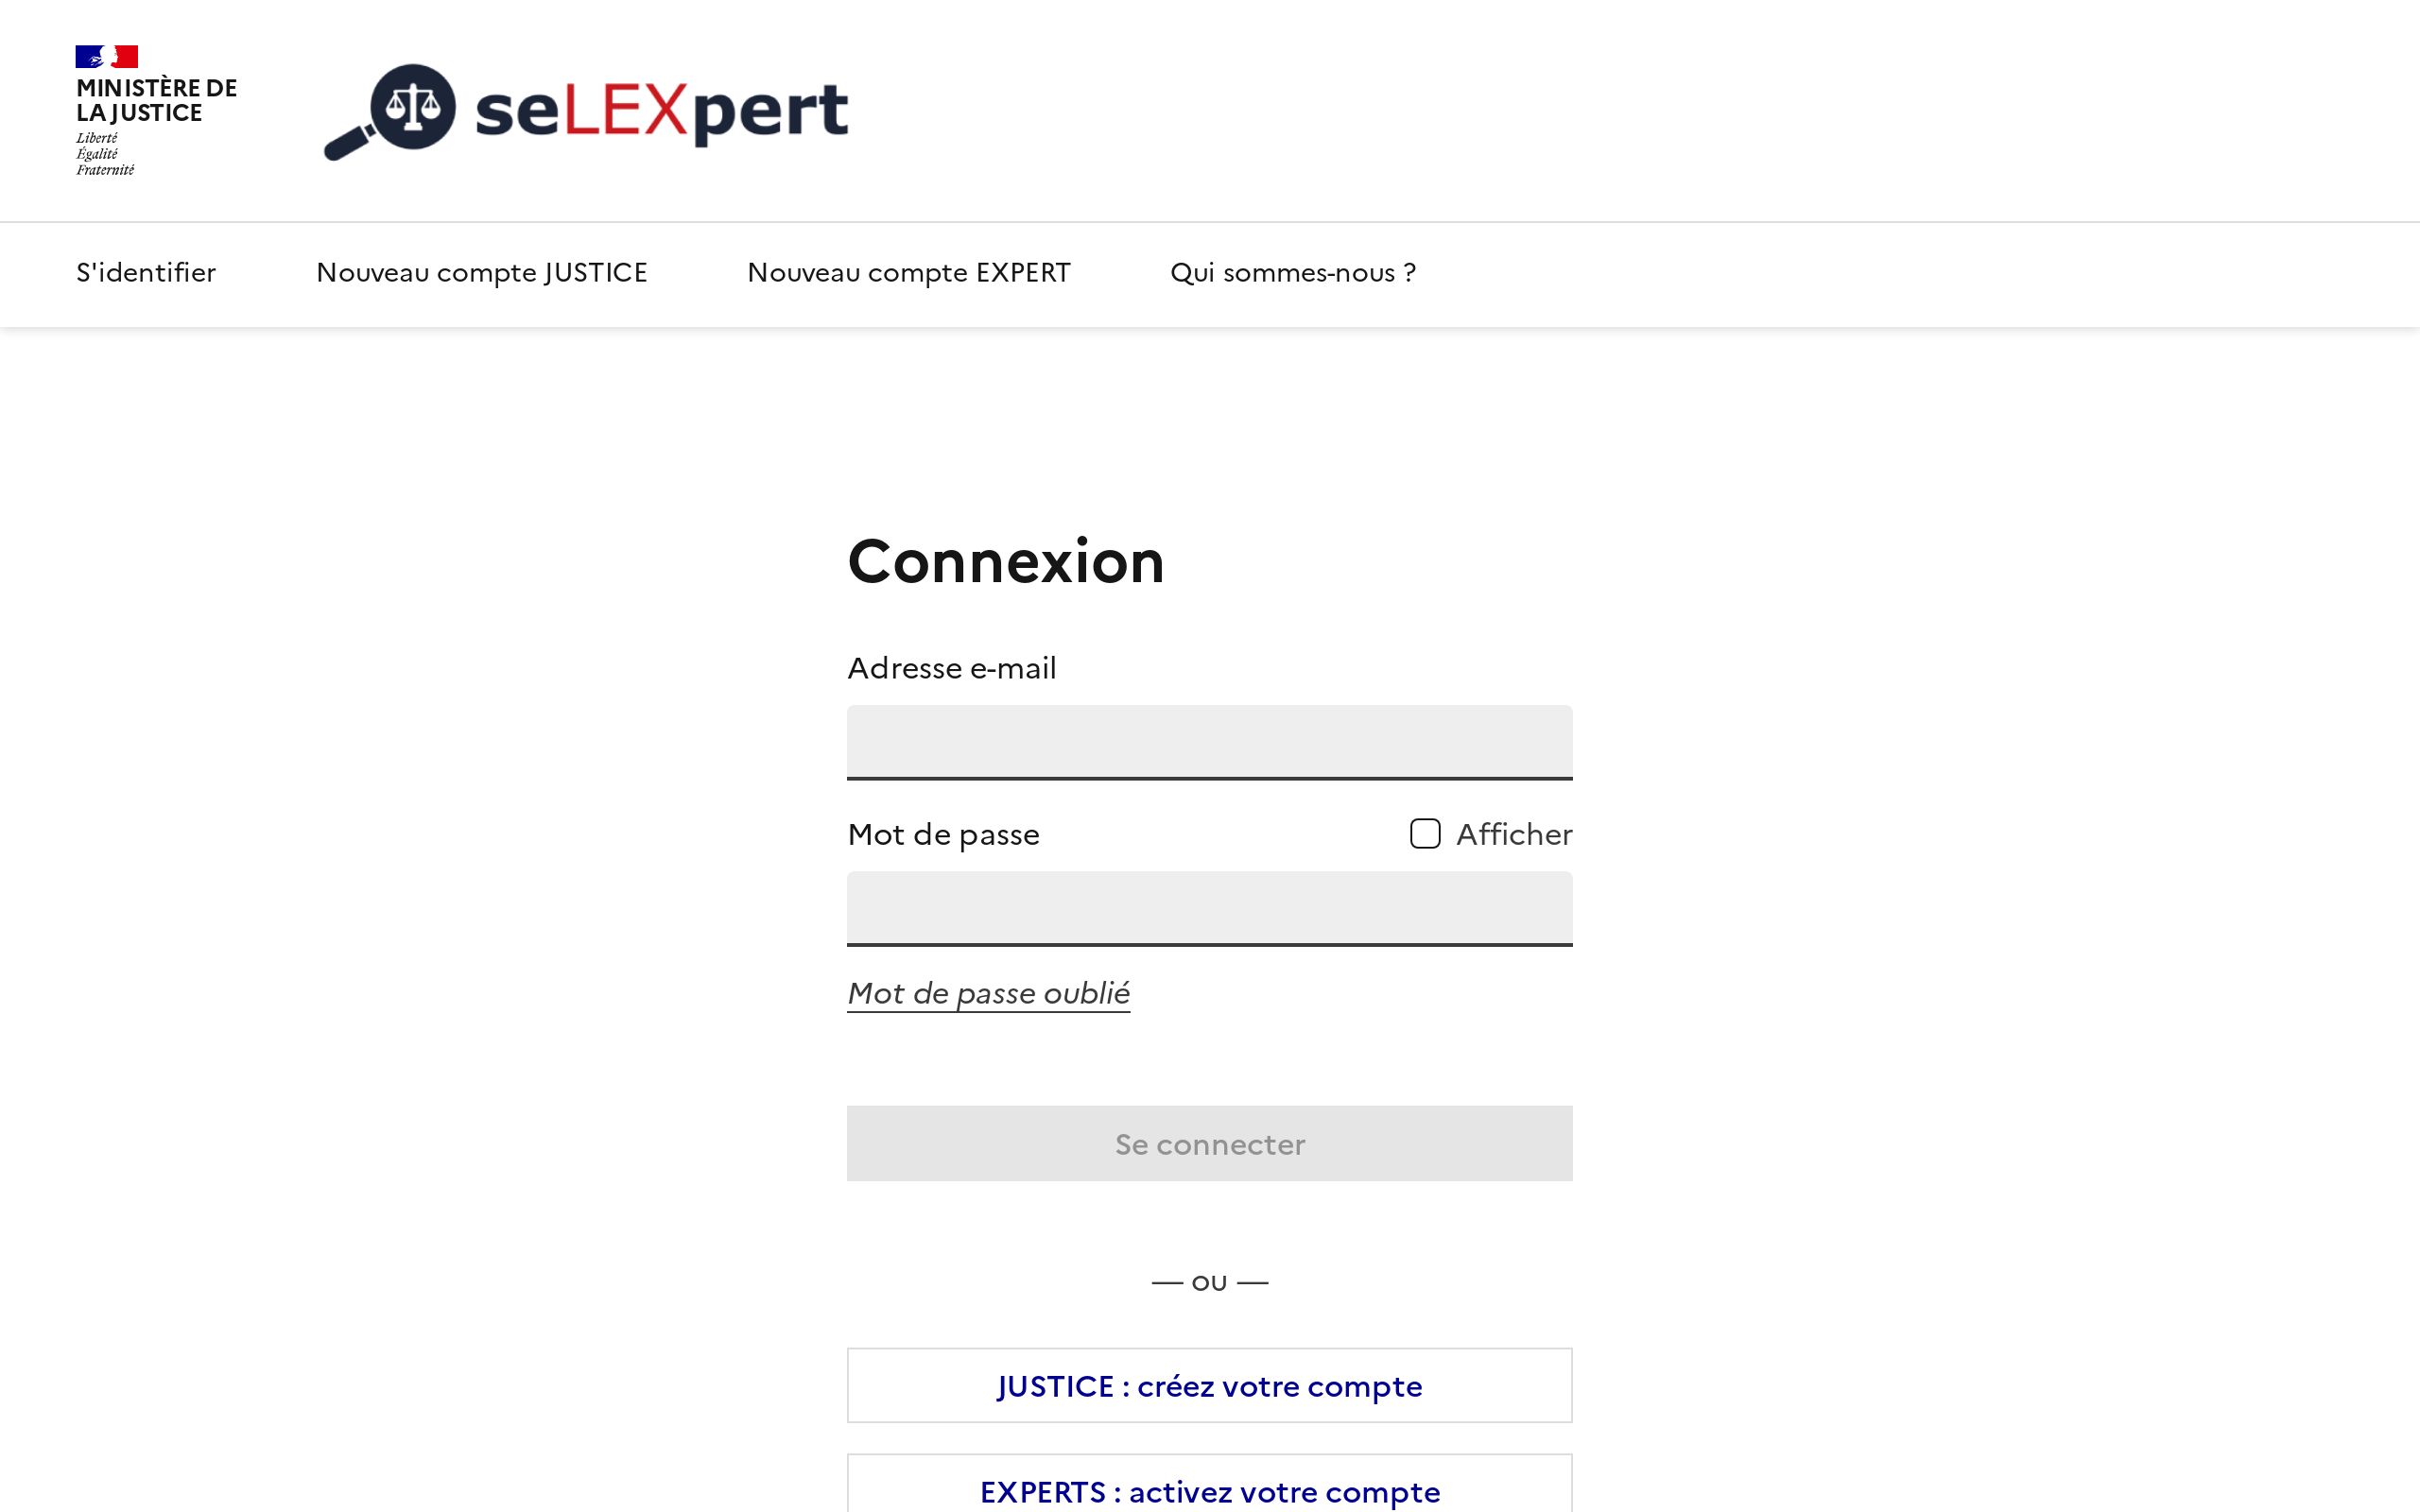 MINISTÈRE DE
LA JUSTICE
Liberté
Égalité
Fraternité
seLEXpert
S'identifier
Nouveau compte JUSTICE
Nouveau compte EXPERT
Qui sommes-nous ?
Connexion
Adresse e-mail
Mot de passe
Afficher
Mot de passe oublié
Se connecter
— ou —
JUSTICE : créez votre compte
EXPERTS : activez votre compte